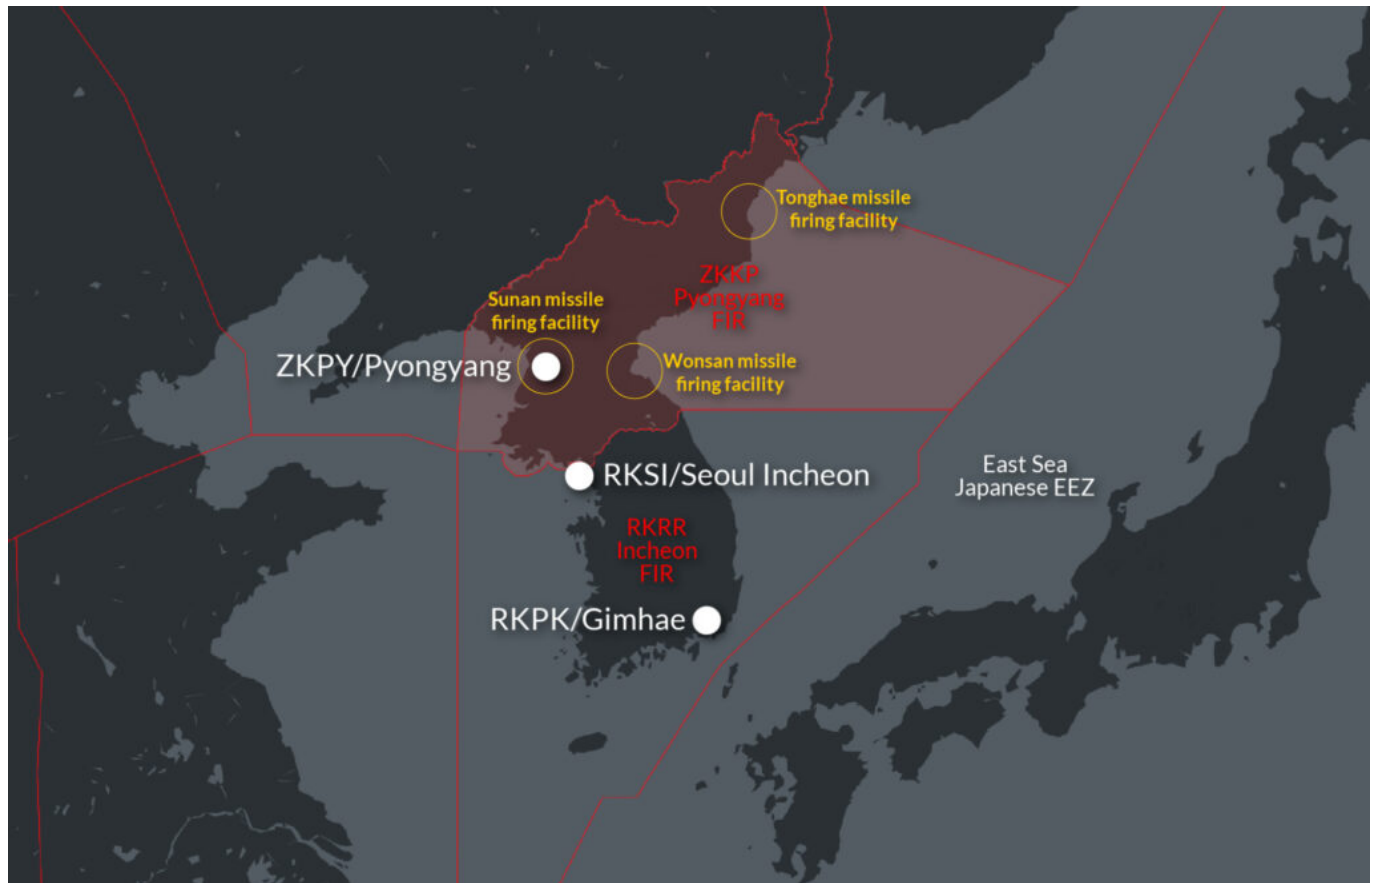 Tonghae missile
firing facility
ZKKP
Pyongyang
FIR
Sunan missile
firing facility
ZKPY/Pyongyang
Wonsan missile
firing facility
East Sea
Japanese EEZ
RKSI/Seoul Incheon
RKRR
Incheon
FIR
RKPK/Gimhae